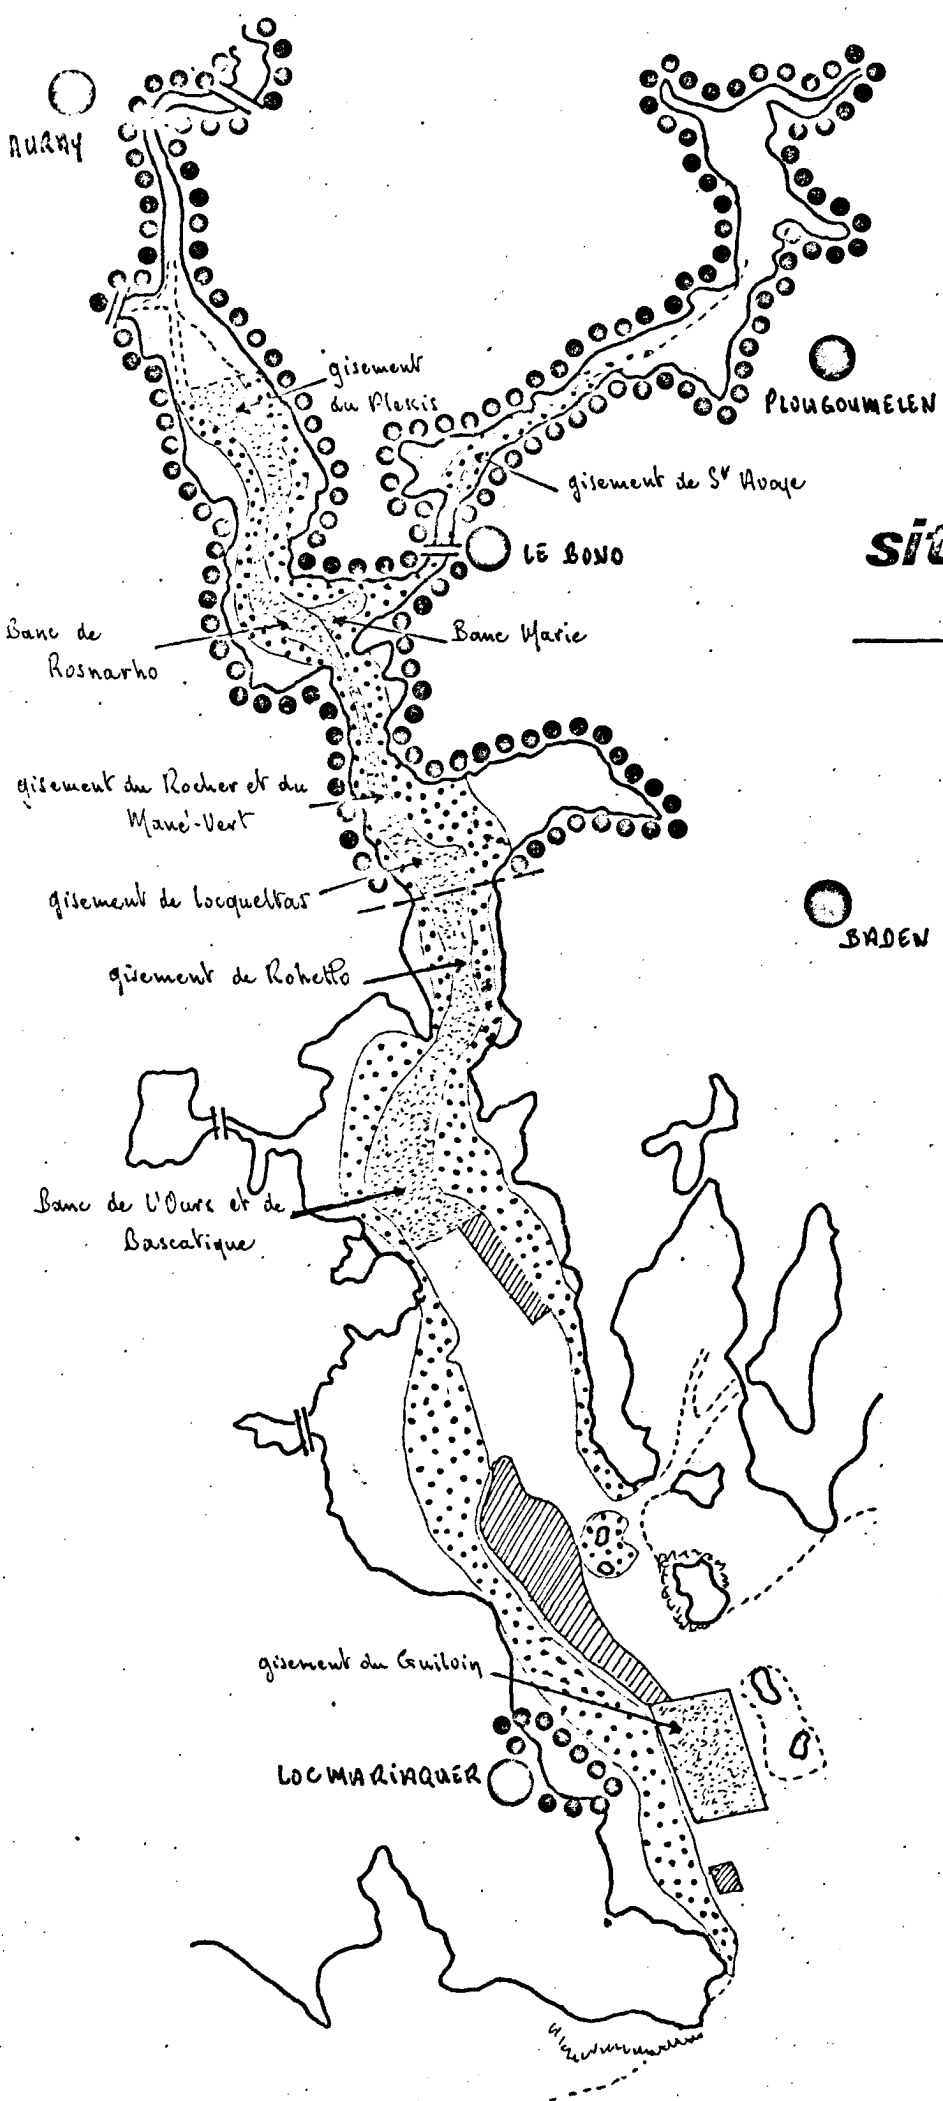 AURAY
gisement
du Plessis
PLOUGOUMELEN
gisement de St Avoye
sit
LE BONO
Banc de
Rosnarho
Banc Marie
gisement du Rocher et du
Mané-Vert
gisement de Locqueltas
BADEN
gisement de Rohello
Banc de L'Ours et de
Bascatique
gisement du Guilvin
LOCMARIAQUER